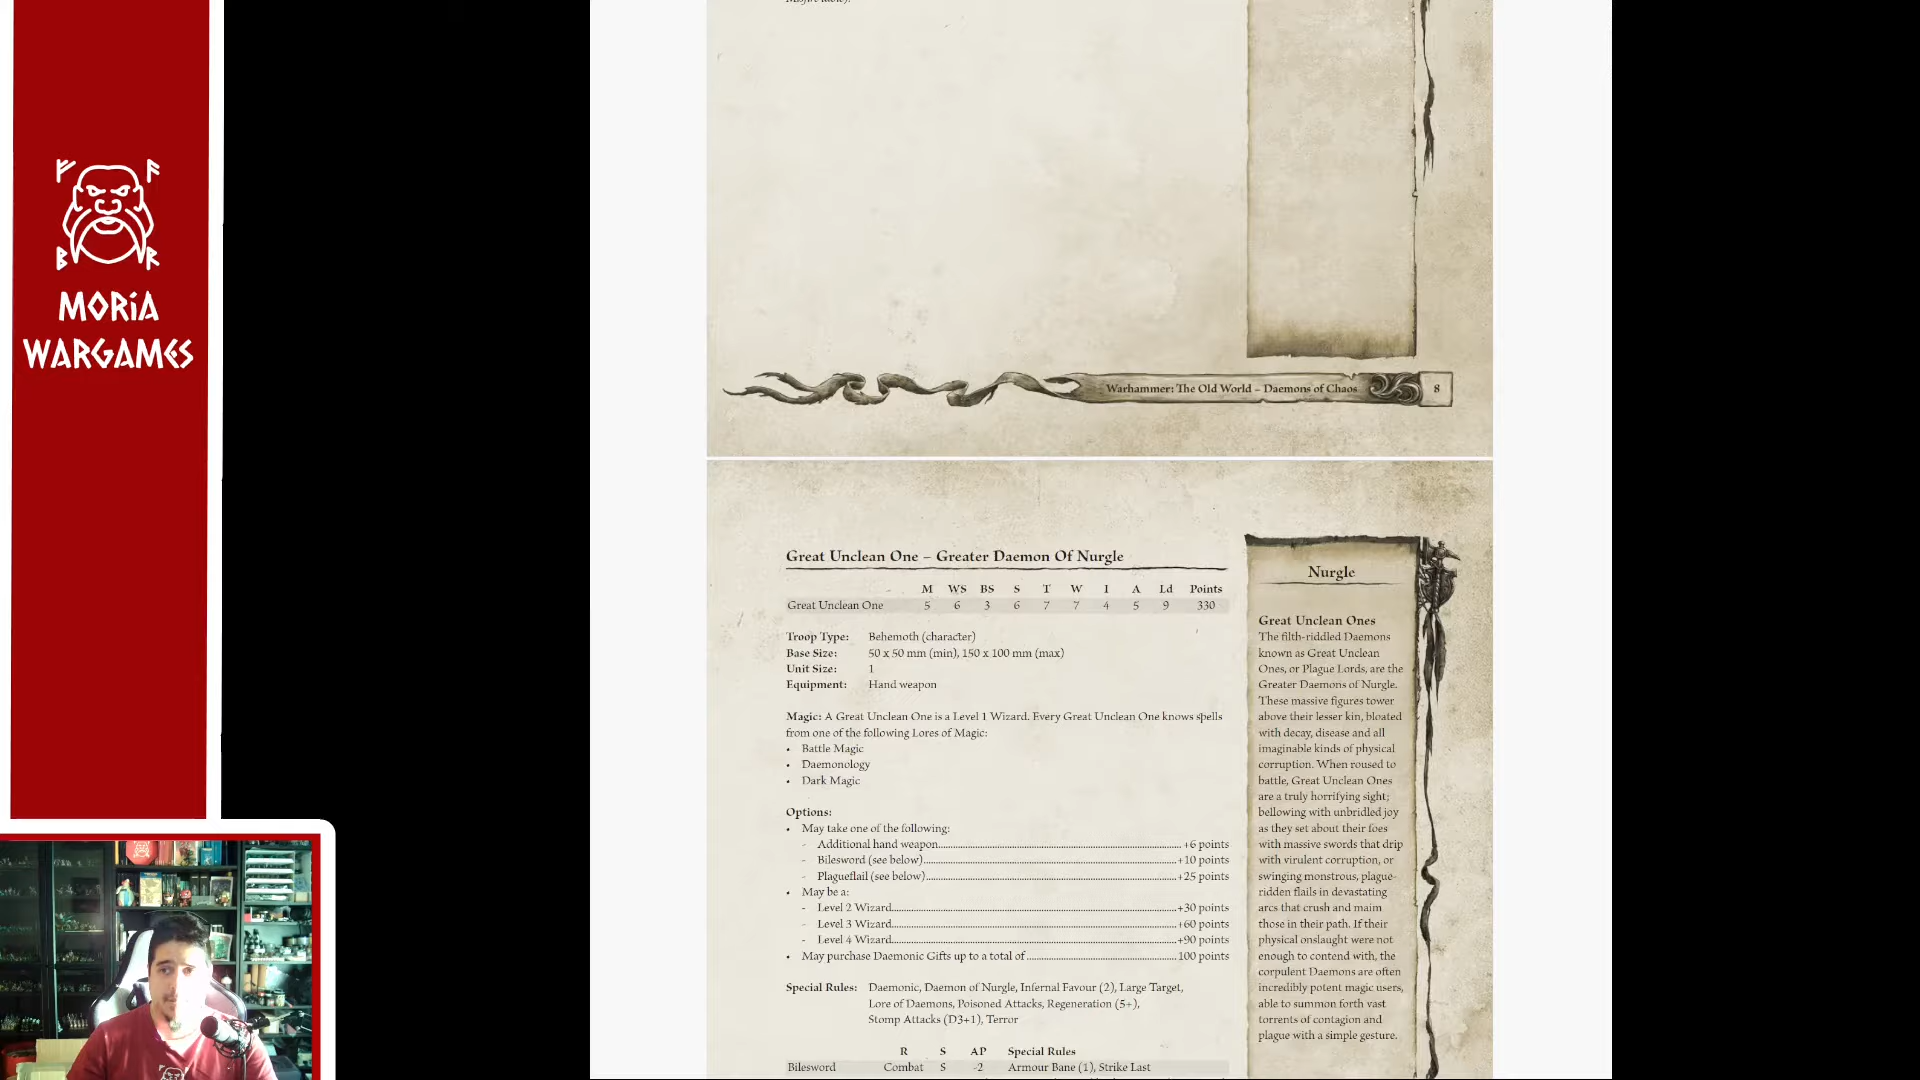 MORiA
WARGAMES
Warhammer: The Old World – Daemons of Chaos 8
Great Unclean One – Greater Daemon Of Nurgle
M WS BS S T W I A Ld Points
Great Unclean One 5 6 3 6 7 7 4 5 9 330
Troop Type: Behemoth (character)
Base Size: 50 x 50 mm (min), 150 x 100 mm (max)
Unit Size: 1
Equipment: Hand weapon
Magic: A Great Unclean One is a Level 1 Wizard. Every Great Unclean One knows spells
from one of the following Lores of Magic:
• Battle Magic
• Daemonology
• Dark Magic
Options:
• May take one of the following:
- Additional hand weapon +6 points
- Bilesword (see below) +10 points
- Plagueflail (see below) +25 points
• May be a:
- Level 2 Wizard +30 points
- Level 3 Wizard +60 points
- Level 4 Wizard +90 points
• May purchase Daemonic Gifts up to a total of 100 points
Special Rules: Daemonic, Daemon of Nurgle, Infernal Favour (2), Large Target,
Lore of Daemons, Poisoned Attacks, Regeneration (5+),
Stomp Attacks (D3+1), Terror
R S AP Special Rules
Bilesword Combat S -2 Armour Bane (1), Strike Last
Nurgle
Great Unclean Ones
The filth-riddled Daemons
known as Great Unclean
Ones, or Plague Lords, are the
Greater Daemons of Nurgle.
These massive figures tower
above their lesser kin, bloated
with decay, disease and all
imaginable kinds of physical
corruption. When roused to
battle, Great Unclean Ones
are a truly horrifying sight;
bellowing with unbridled joy
as they set about their foes
with massive swords that drip
with virulent corruption, or
swinging monstrous, plague-
ridden flails in devastating
arcs that crush and maim
those in their path. If their
physical onslaught were not
enough to contend with, the
corpulent Daemons are often
incredibly potent magic users,
able to summon forth vast
torrents of contagion and
plague with a simple gesture.